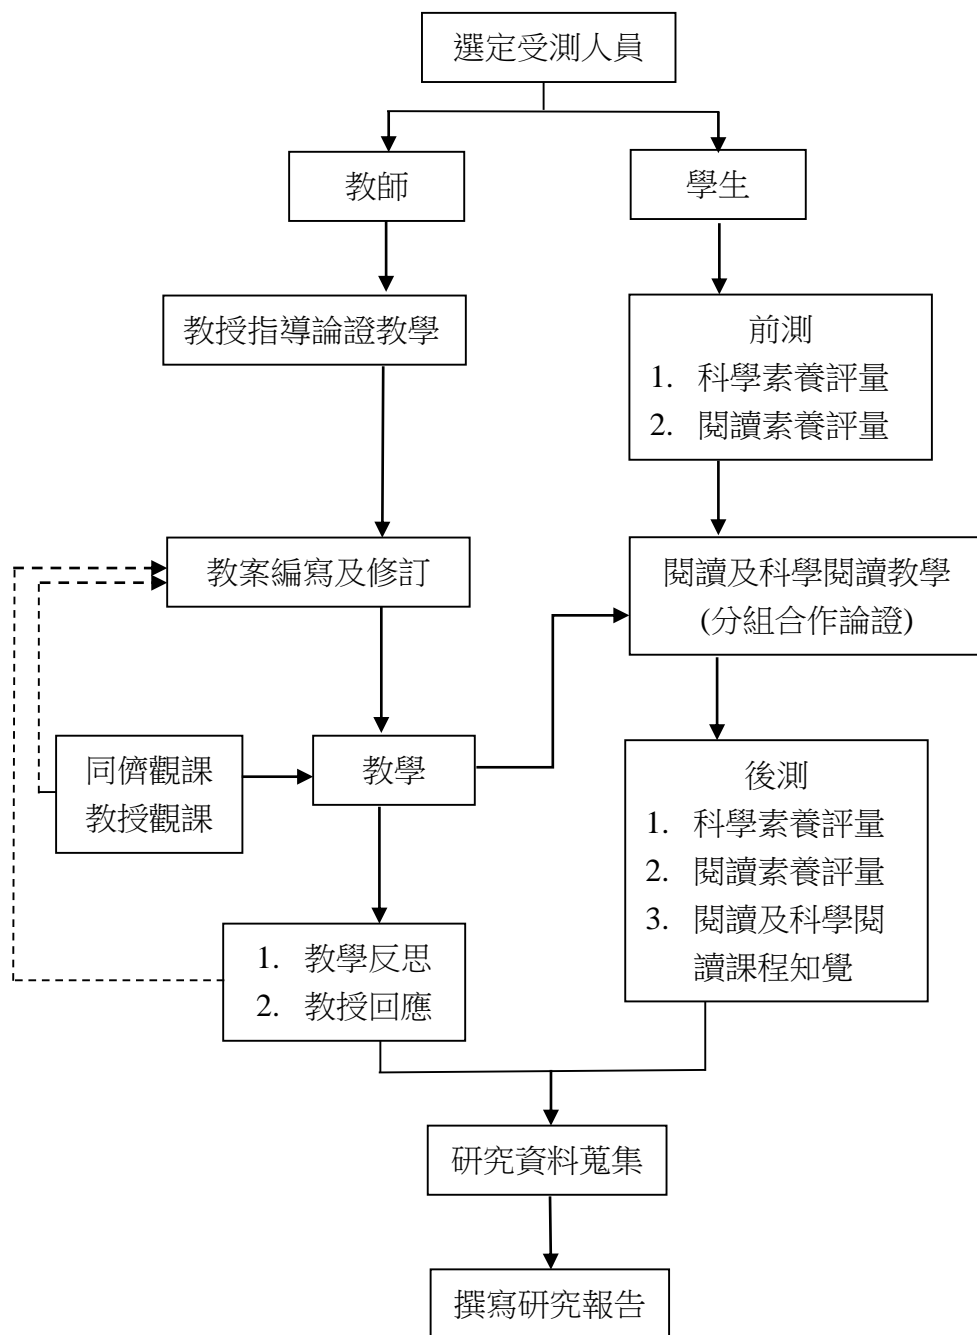 選定受測人員
教師
學生
教授指導論證教學
前測
1. 科學素養評量
2. 閱讀素養評量
教案編寫及修訂
閱讀及科學閱讀教學
(分組合作論證)
同儕觀課
教授觀課
教學
後測
1. 科學素養評量
2. 閱讀素養評量
3. 閱讀及科學閱
讀課程知覺
1. 教學反思
2. 教授回應
研究資料蒐集
撰寫研究報告